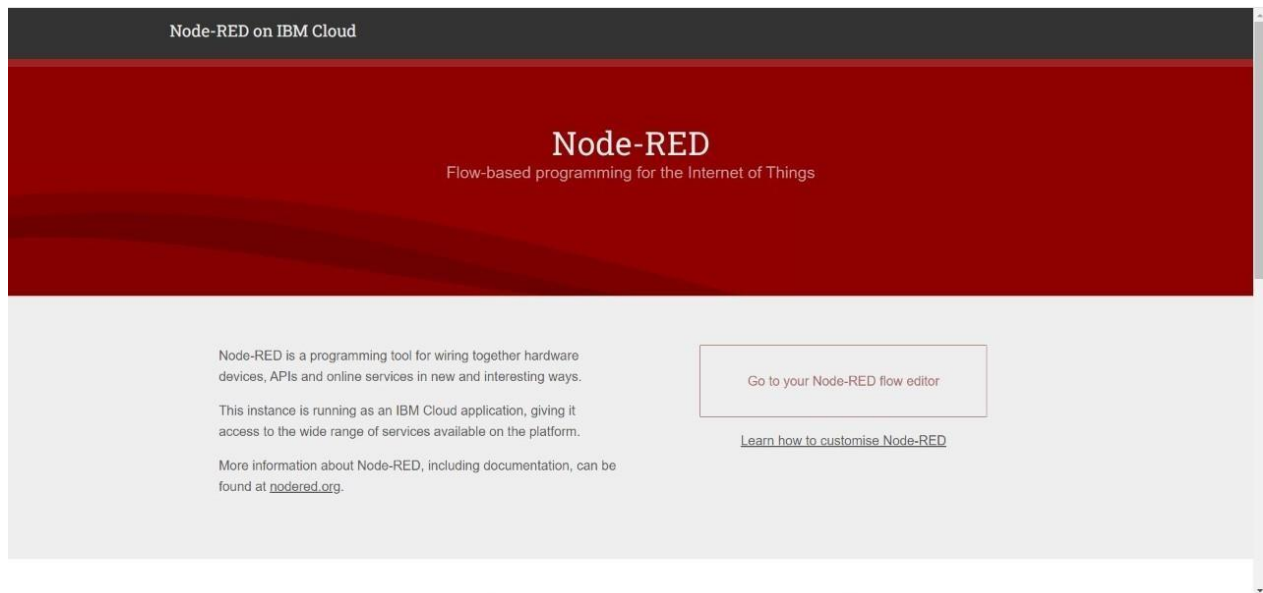 Node-RED on IBM Cloud
Node-RED
Flow-based programming for the Internet of Things
Node-RED is a programming tool for wiring together hardware
devices, APIs and online services in new and interesting ways.
This instance is running as an IBM Cloud application, giving it
access to the wide range of services available on the platform.
More information about Node-RED, including documentation, can be
found at nodered.org.
Go to your Node-RED flow editor
Learn how to customise Node-RED